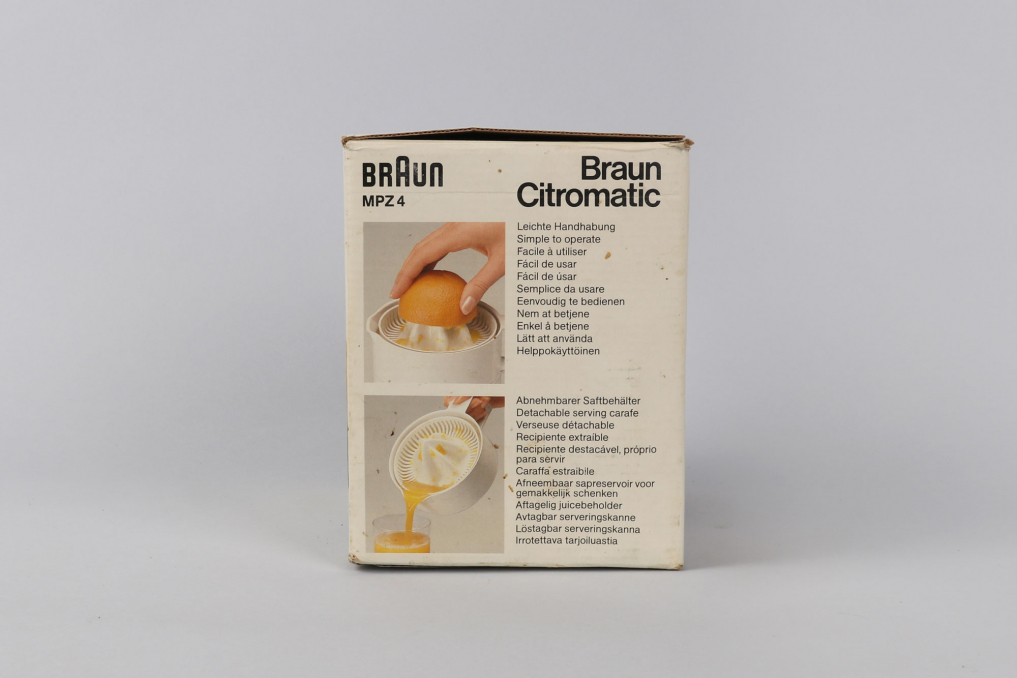 BRAUN
MPZ 4
Braun
Citromatic
Leichte Handhabung
Simple to operate
Facile à utiliser
Fácil de usar
Fácil de úsar
Semplice da usare
Eenvoudig te bedienen
Nem at betjene
Enkel å betjene
Lätt att använda
Helppokäyttöinen
Abnehmbarer Saftbehälter
Detachable serving carafe
Verseuse détachable
Recipiente extraíble
Recipiente destacável, próprio
para servir
Caraffa estraibile
Afneembaar sapreservoir voor
gemakkelijk schenken
Aftagelig juicebeholder
Avtagbar serveringskanne
Löstagbar serveringskanna
Irrotettava tarjoiluastia